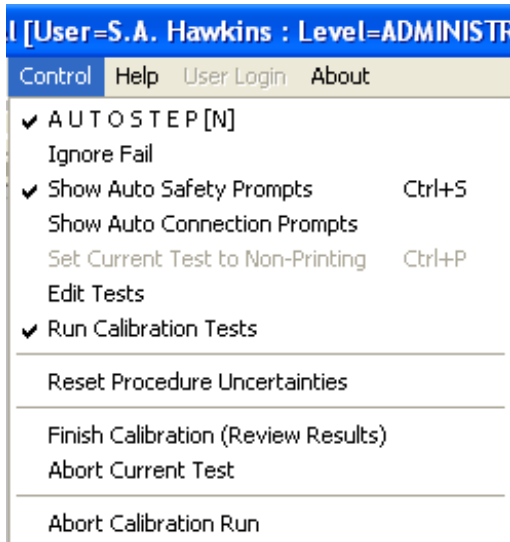 [User=S.A. Hawkins : Level=ADMINISTR
Control Help User Login About
A U T O S T E P [N]
Ignore Fail
Show Auto Safety Prompts Ctrl+S
Show Auto Connection Prompts
Set Current Test to Non-Printing Ctrl+P
Edit Tests
Run Calibration Tests
Reset Procedure Uncertainties
Finish Calibration (Review Results)
Abort Current Test
Abort Calibration Run